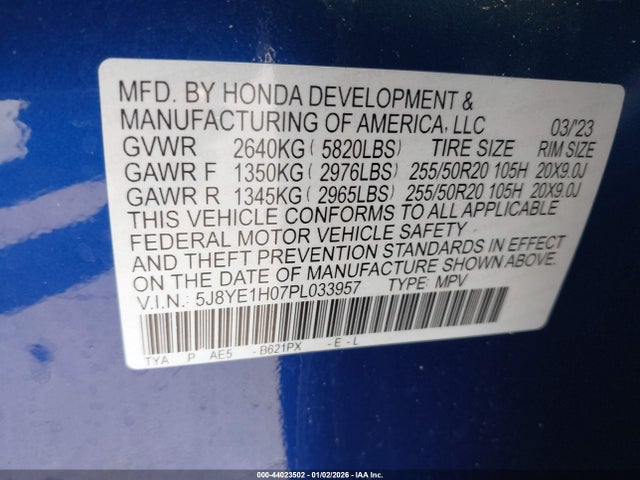 MFD. BY HONDA DEVELOPMENT &
MANUFACTURING OF AMERICA, LLC 03/'23
GVWR 2640KG ( 5820LBS) TIRE SIZE RIM SIZE
GAWR F 1350KG ( 2976LBS) 255/50R20 105H 20X9.0J
GAWR R 1345KG ( 2965LBS) 255/50R20 105H 20X9.0J
THIS VEHICLE CONFORMS TO ALL APPLICABLE
FEDERAL MOTOR VEHICLE SAFETY
AND THEFT PREVENTION STANDARDS IN EFFECT
ON THE DATE OF MANUFACTURE SHOWN ABOVE.
V.I.N.: 5J8YE1H07PL033957 TYPE: MPV
TYA P AE5 - B621PX - E - L
000-44023502 - 01/02/2026 - IAA Inc.